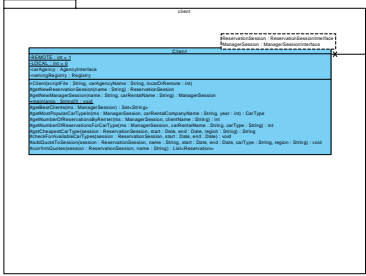 client
ReservationSession : ReservationSessionInterface
ManagerSession : ManagerSessionInterface
Client
-REMOTE : int = 1
-LOCAL : int = 0
-carAgency : AgencyInterface
-namingRegistry : Registry
+Client(scriptFile : String, carAgencyName : String, localOrRemote : int)
#getNewReservationSession(name : String) : ReservationSession
#getNewManagerSession(name : String, carRentalName : String) : ManagerSession
+main(args : String[]) : void
#getBestClients(ms : ManagerSession) : Set<String>
#getMostPopularCarTypeIn(ms : ManagerSession, carRentalCompanyName : String, year : int) : CarType
#getNumberOfReservationsByRenter(ms : ManagerSession, clientName : String) : int
#getNumberOfReservationsForCarType(ms : ManagerSession, carRentalName : String, carType : String) : int
#getCheapestCarType(session : ReservationSession, start : Date, end : Date, region : String) : String
#checkForAvailableCarTypes(session : ReservationSession, start : Date, end : Date) : void
#addQuoteToSession(session : ReservationSession, name : String, start : Date, end : Date, carType : String, region : String) : void
#confirmQuotes(session : ReservationSession, name : String) : List<Reservation>